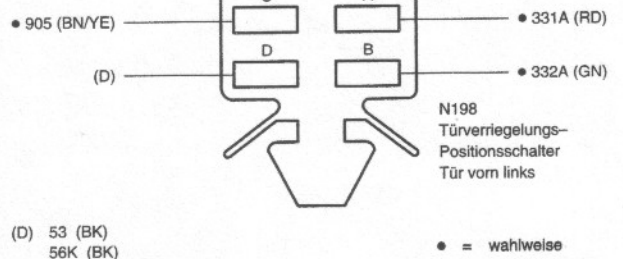 ● 905 (BN/YE)
● 331A (RD)
D
B
(D)
● 332A (GN)
N198
Türverriegelungs–
Positionsschalter
Tür vorn links
(D) 53 (BK)
56K (BK)
● = wahlweise